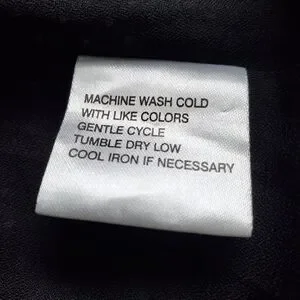 MACHINE WASH COLD
WITH LIKE COLORS
GENTLE CYCLE
TUMBLE DRY LOW
COOL IRON IF NECESSARY